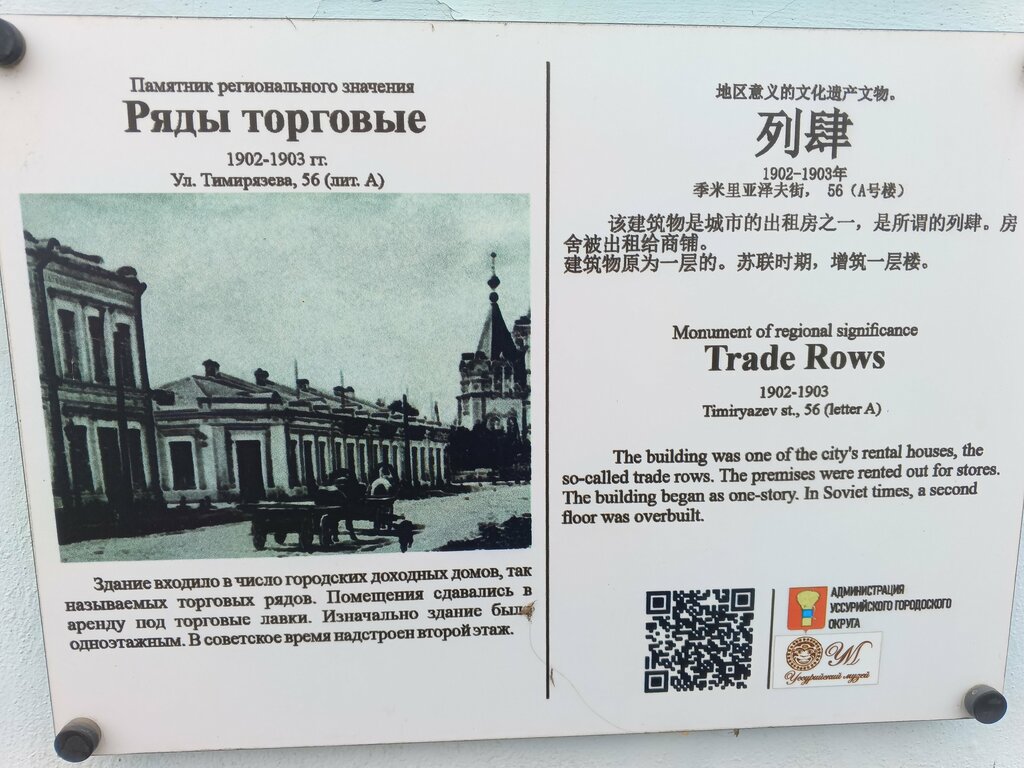 Памятник регионального значения
Ряды торговые
1902-1903 гг.
Ул. Тимирязева, 56 (лит. А)
Здание входило в число городских доходных домов, так
называемых торговых рядов. Помещения сдавались в
аренду под торговые лавки. Изначально здание было
одноэтажным. В советское время надстроен второй этаж.
地区意义的文化遗产文物。
列肆
1902-1903年
季米里亚泽夫街， 56（A号楼）
该建筑物是城市的出租房之一，是所谓的列肆。房
舍被出租给商铺。
建筑物原为一层的。苏联时期，增筑一层楼。
Monument of regional significance
Trade Rows
1902-1903
Timiryazev st., 56 (letter A)
The building was one of the city's rental houses, the
so-called trade rows. The premises were rented out for stores.
The building began as one-story. In Soviet times, a second
floor was overbuilt.
АДМИНИСТРАЦИЯ
УССУРИЙСКОГО ГОРОДСКОГО
ОКРУГА
УМ
Уссурийский музей